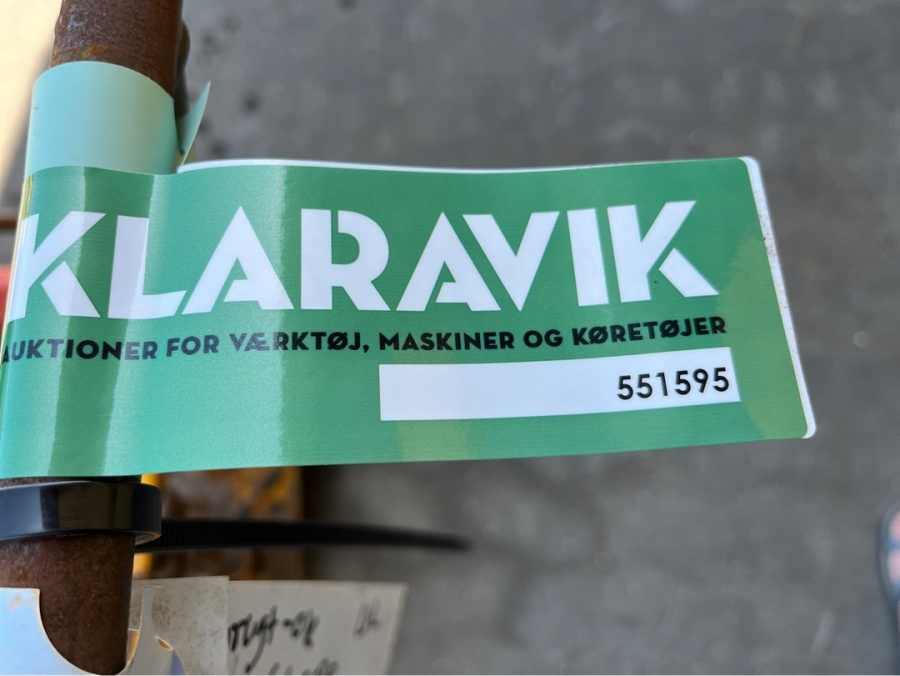 KLARAVIK
AUKTIONER FOR VÆRKTØJ, MASKINER OG KØRETØJER
551595